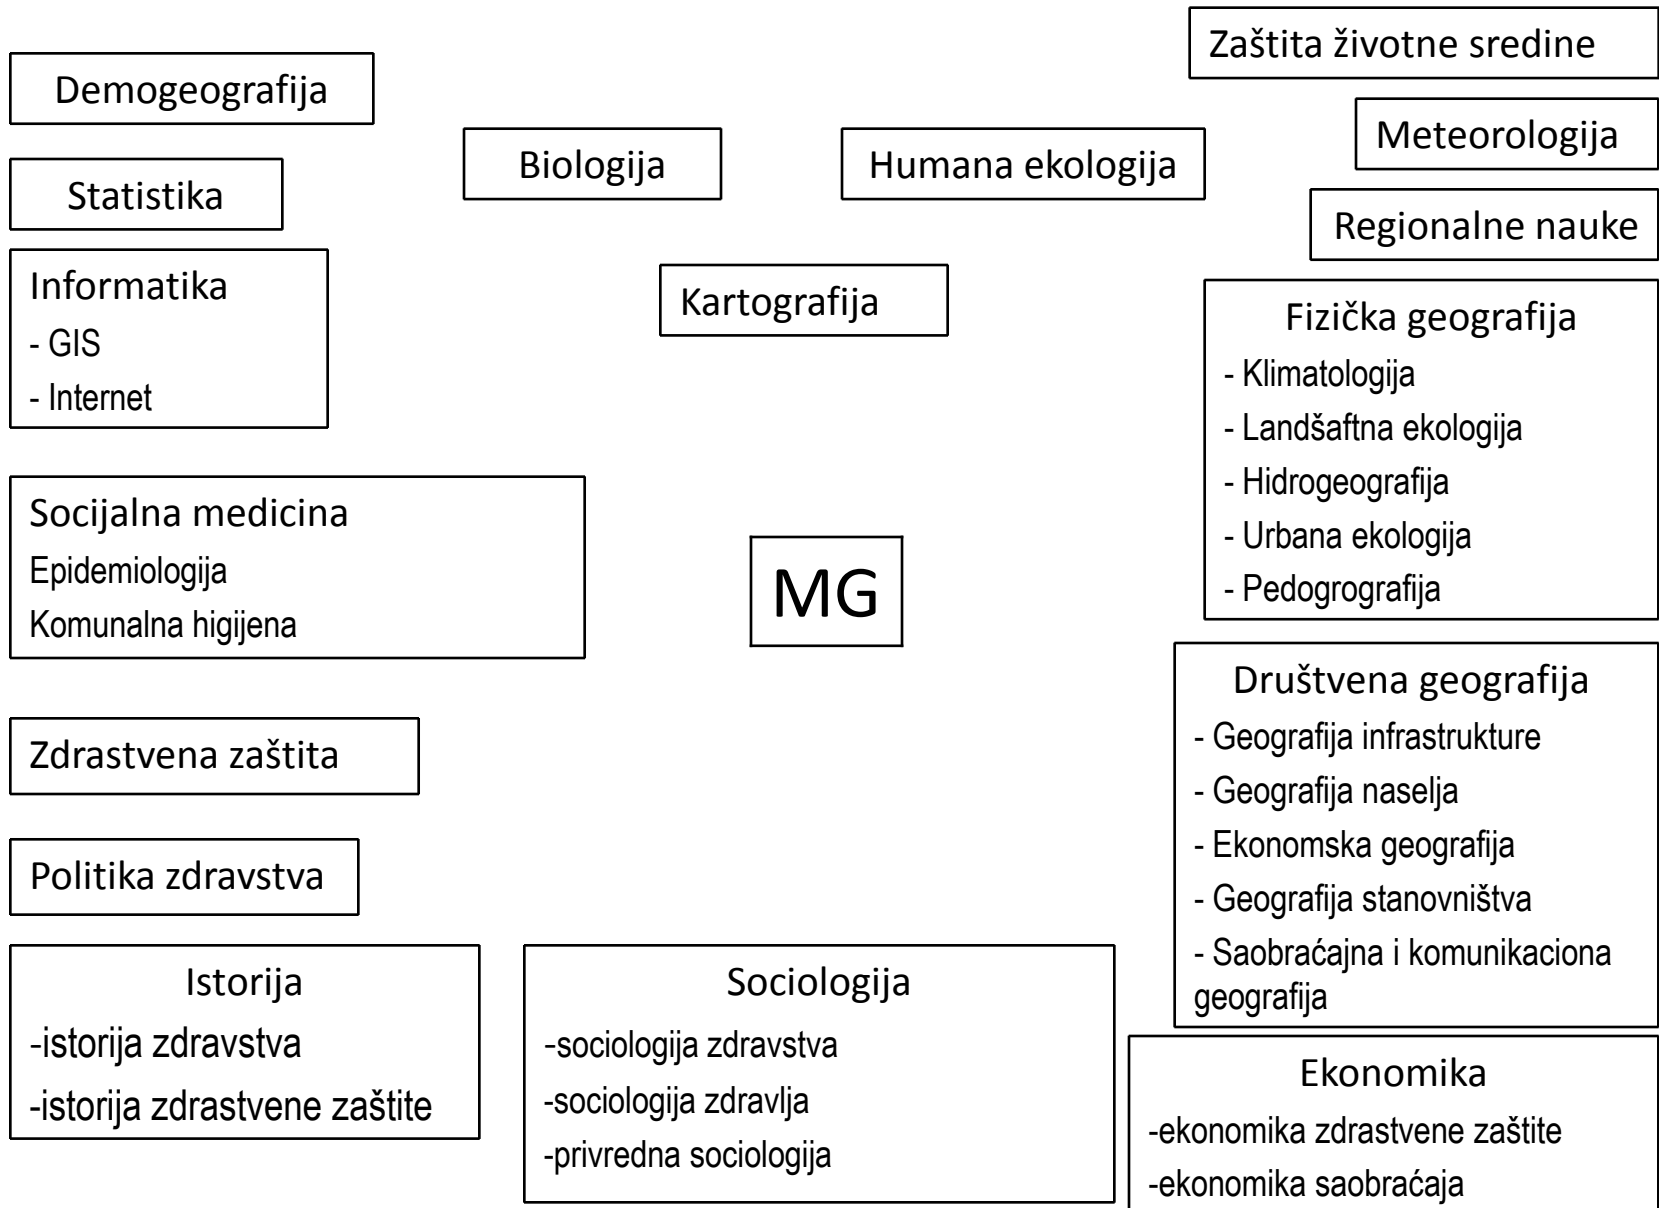 Zaštita životne sredine
Demogeografija
Meteorologija
Biologija
Humana ekologija
Statistika
Regionalne nauke
Informatika
- GIS
- Internet
Kartografija
Fizička geografija
- Klimatologija
- Landšaftna ekologija
- Hidrogeografija
- Urbana ekologija
- Pedogrografija
Socijalna medicina
Epidemiologija
Komunalna higijena
MG
Društvena geografija
- Geografija infrastrukture
- Geografija naselja
- Ekonomska geografija
- Geografija stanovništva
- Saobraćajna i komunikaciona
geografija
Zdrastvena zaštita
Politika zdravstva
Istorija
-istorija zdravstva
-istorija zdrastvene zaštite
Sociologija
-sociologija zdravstva
-sociologija zdravlja
-privredna sociologija
Ekonomika
-ekonomika zdrastvene zaštite
-ekonomika saobraćaja